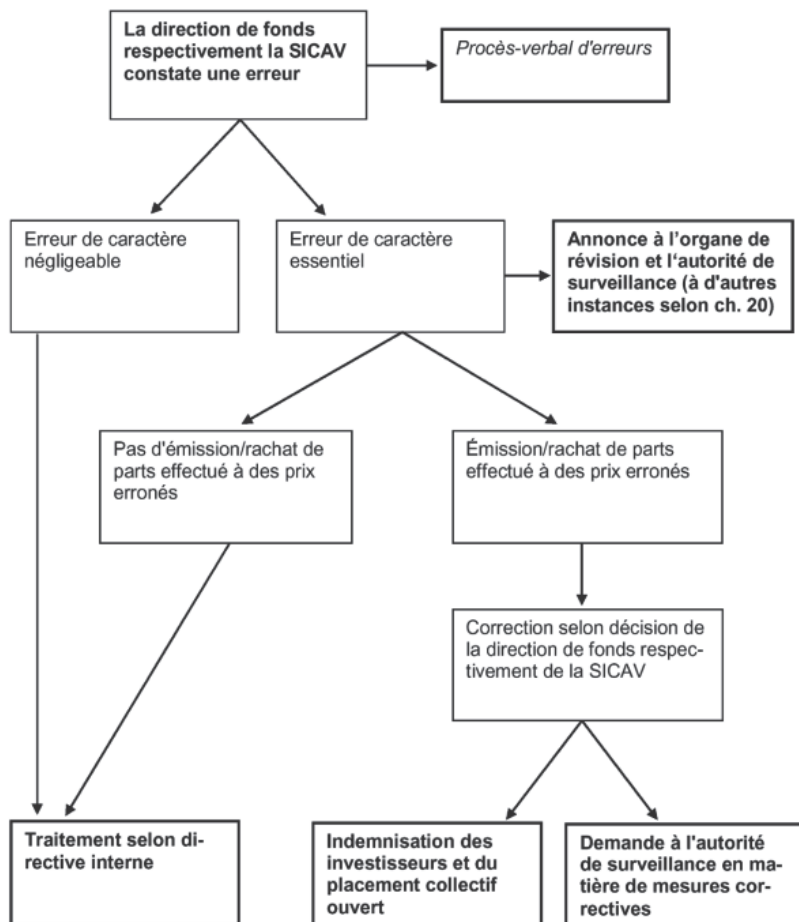 La direction de fonds
respectivement la SICAV
constate une erreur
Procès-verbal d'erreurs
Erreur de caractère
négligeable
Erreur de caractère
essentiel
Annonce à l'organe de
révision et l'autorité de
surveillance (à d'autres
instances selon ch. 20)
Pas d'émission/rachat de
parts effectué à des prix
erronés
Émission/rachat de parts
effectué à des prix erronés
Correction selon décision de
la direction de fonds respec-
tivement de la SICAV
Traitement selon di-
rective interne
Indemnisation des
investisseurs et du
placement collectif
ouvert
Demande à l'autorité
de surveillance en ma-
tière de mesures cor-
rectives